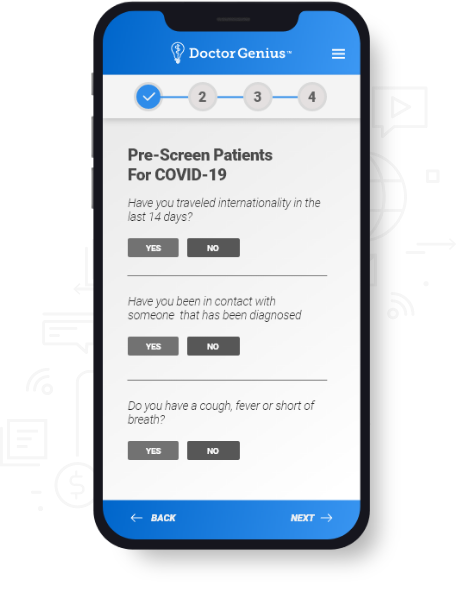 Doctor Genius™
2 3 4
Pre-Screen Patients
For COVID-19
Have you traveled internationality in the
last 14 days?
YES NO
Have you been in contact with
someone that has been diagnosed
YES NO
Do you have a cough, fever or short of
breath?
YES NO
BACK NEXT